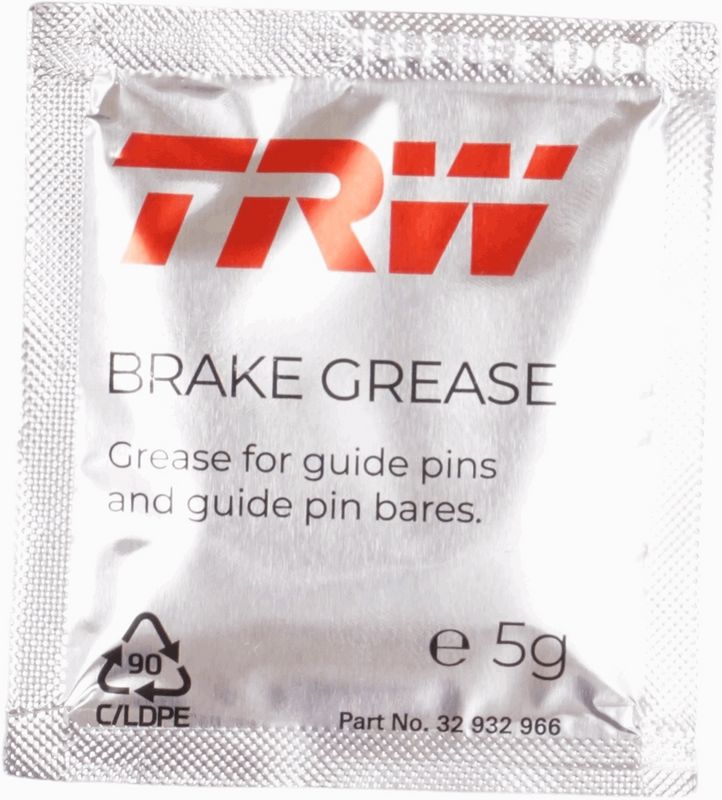 TRW
BRAKE GREASE
Grease for guide pins
and guide pin bares.
℮ 5g
90
C/LDPE
Part No. 32 932 966